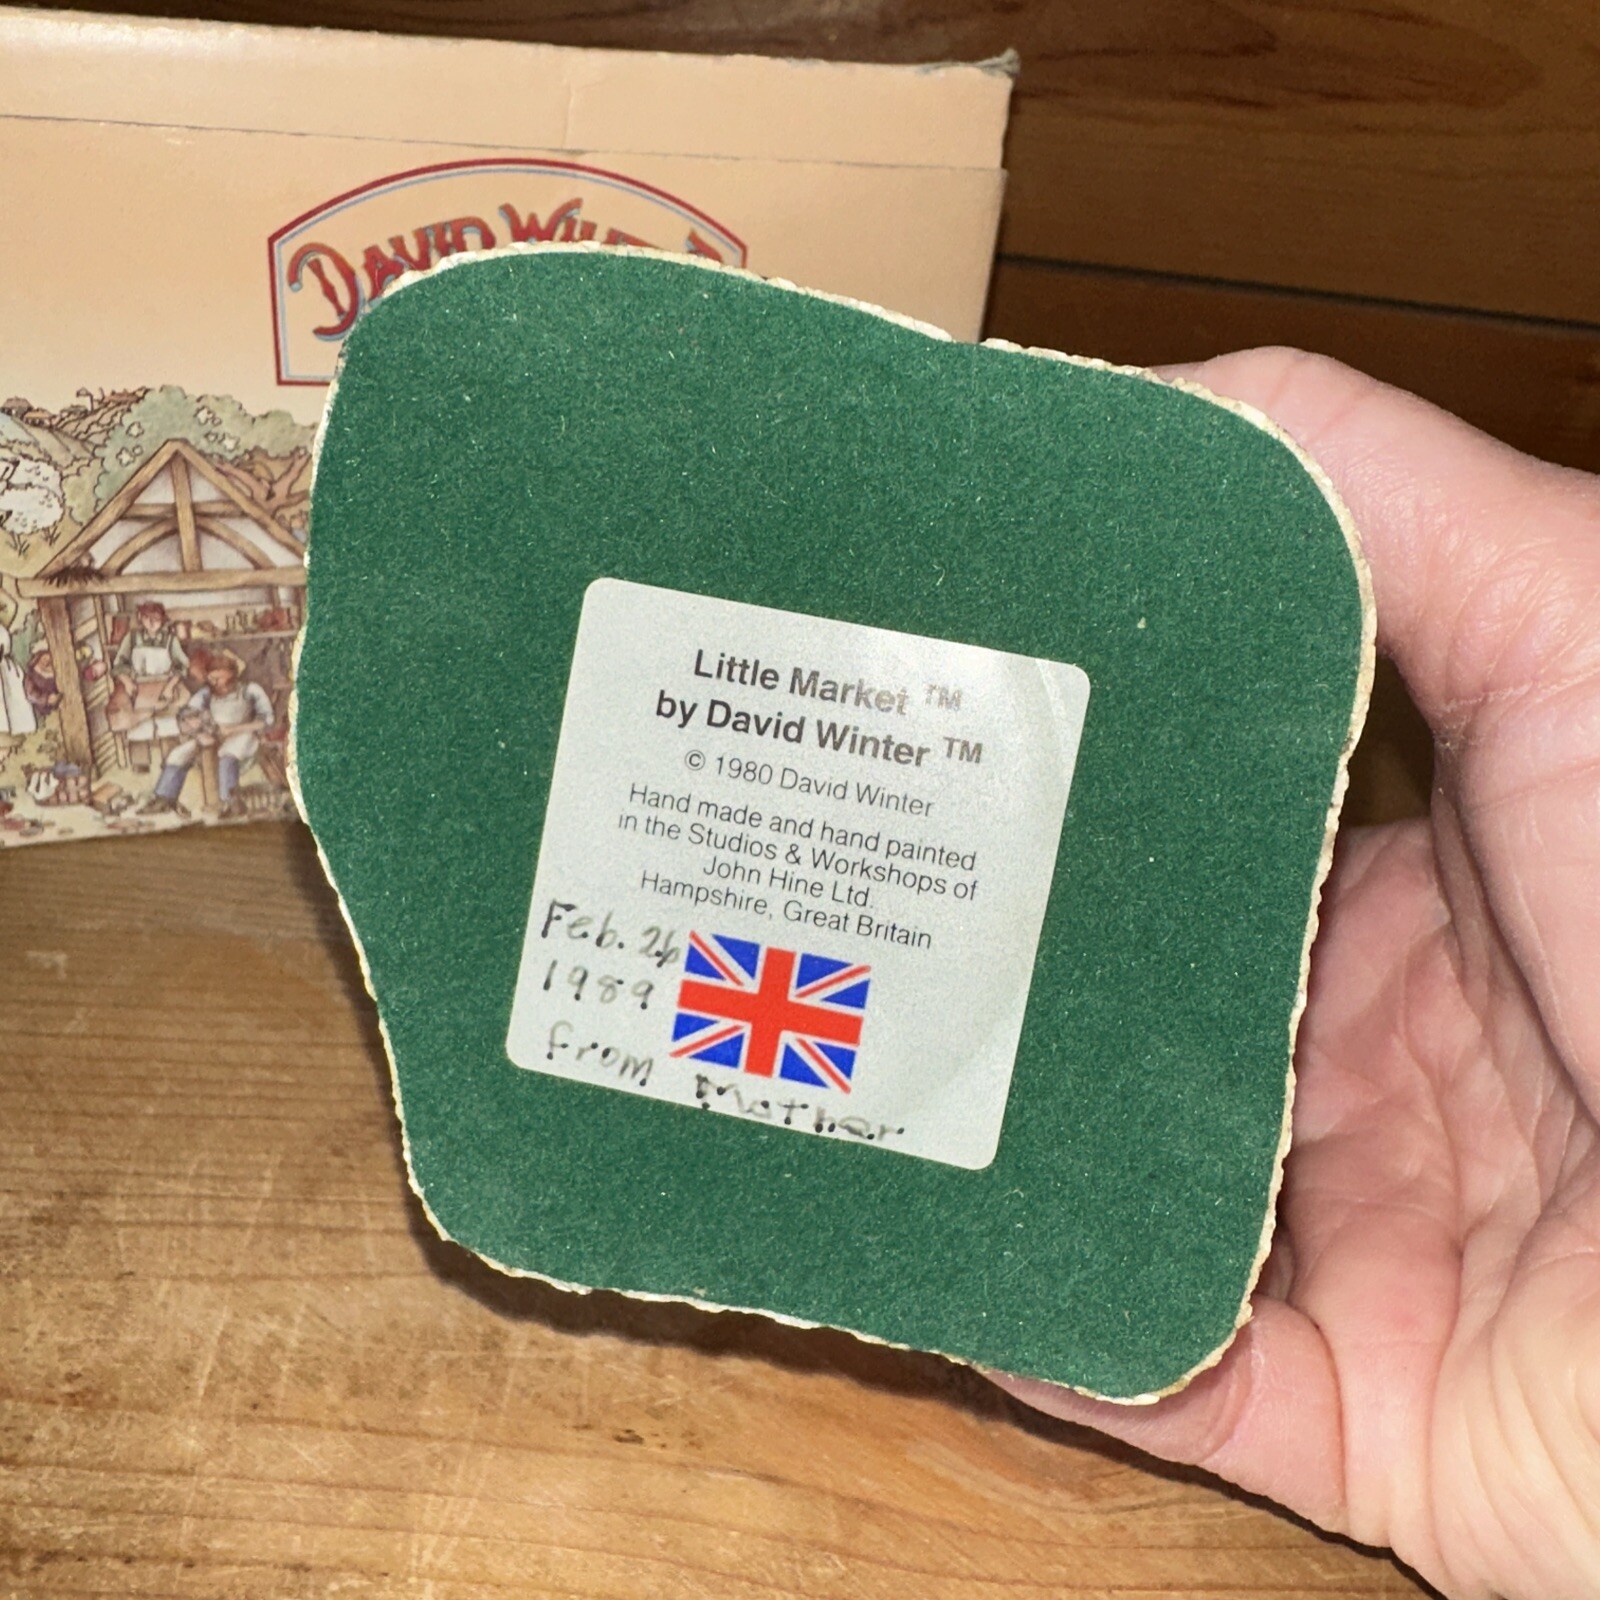 DAVID WINTER
Little Market ™
by David Winter ™
© 1980 David Winter
Hand made and hand painted
in the Studios & Workshops of
John Hine Ltd.
Hampshire, Great Britain
Feb. 26
1989
from Mother